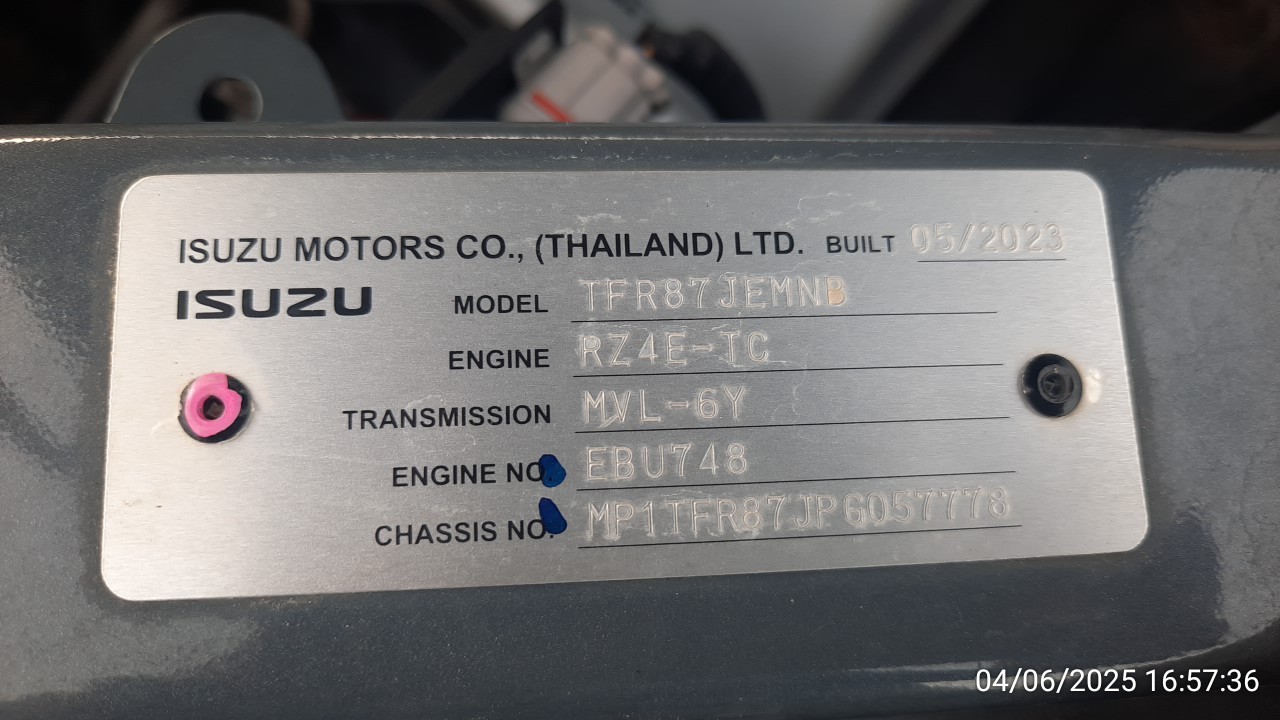 ISUZU MOTORS CO., (THAILAND) LTD. BUILT 05/2023
ISUZU MODEL TFR87JEMNB
ENGINE RZ4E-TC
TRANSMISSION MVL-6Y
ENGINE NO. EBU748
CHASSIS NO. MP1TFR87JPG057778
04/06/2025 16:57:36